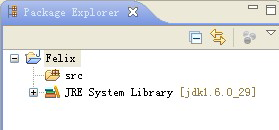 Package Explorer
Felix
src
JRE System Library [jdk1.6.0_29]